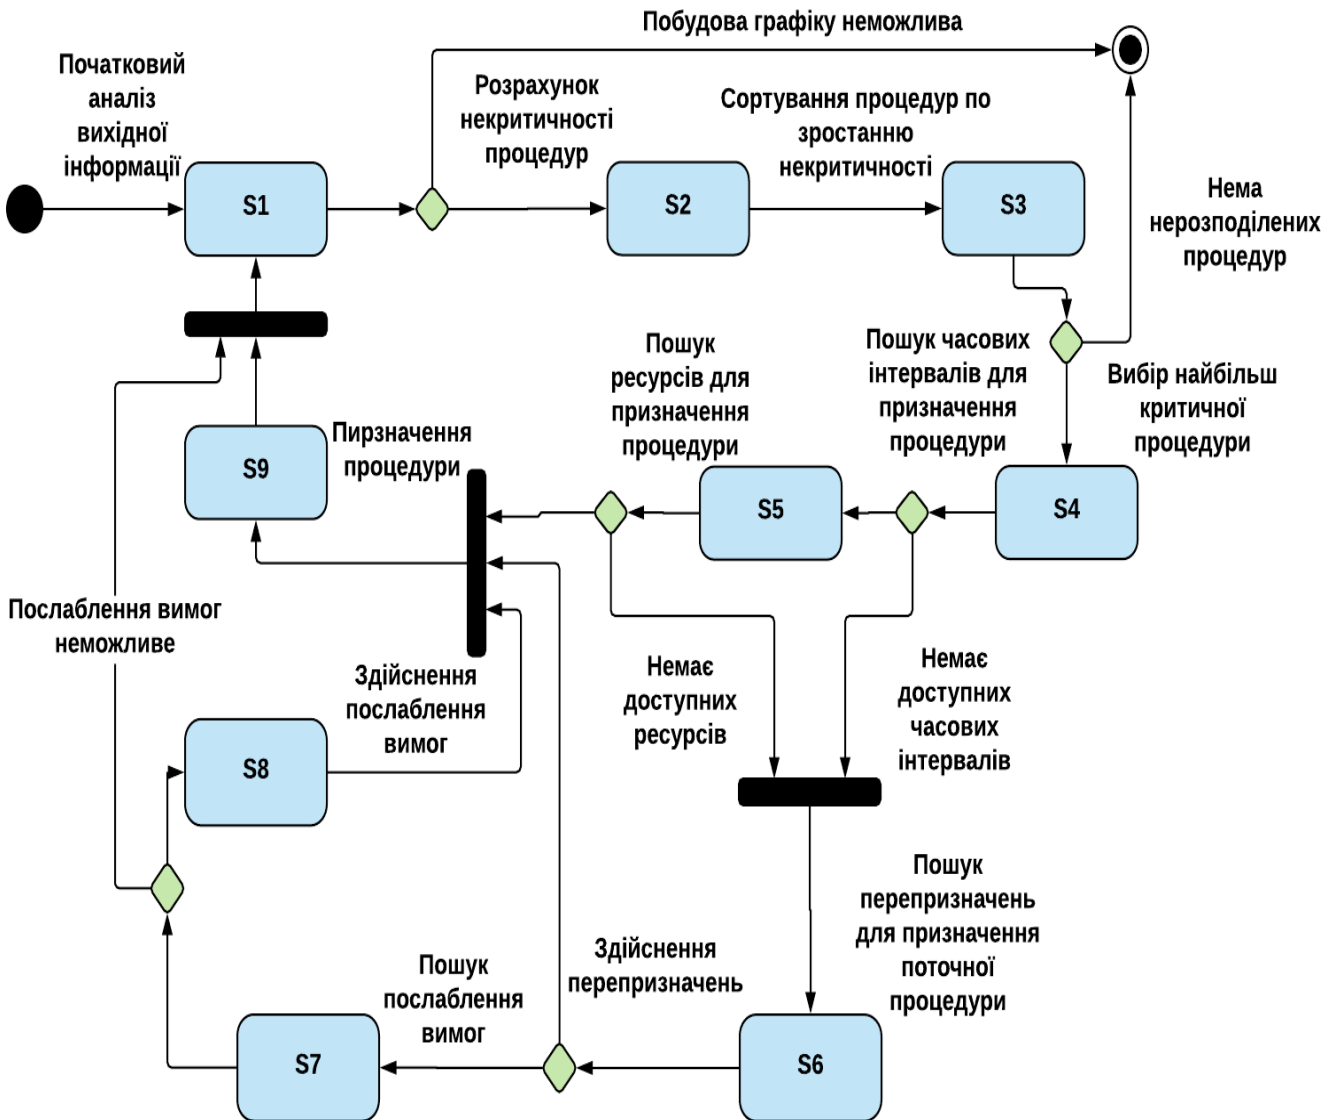 Побудова графіку неможлива
Початковий
аналіз
вихідної
інформації
Розрахунок
некритичності
процедур
Сортування процедур по
зростанню
некритичності
Нема
нерозподілених
процедур
S1
S2
S3
Пошук
ресурсів для
призначення
процедури
Пошук часових
інтервалів для
призначення
процедури
Вибір найбільш
критичної
процедури
Пирзначення
процедури
S9
S5
S4
Послаблення вимог
неможливе
Здійснення
послаблення
вимог
Немає
доступних
ресурсів
Немає
доступних
часових
інтервалів
S8
Пошук
перепризначень
для призначення
поточної
процедури
Здійснення
перепризначень
Пошук
послаблення
вимог
S7
S6